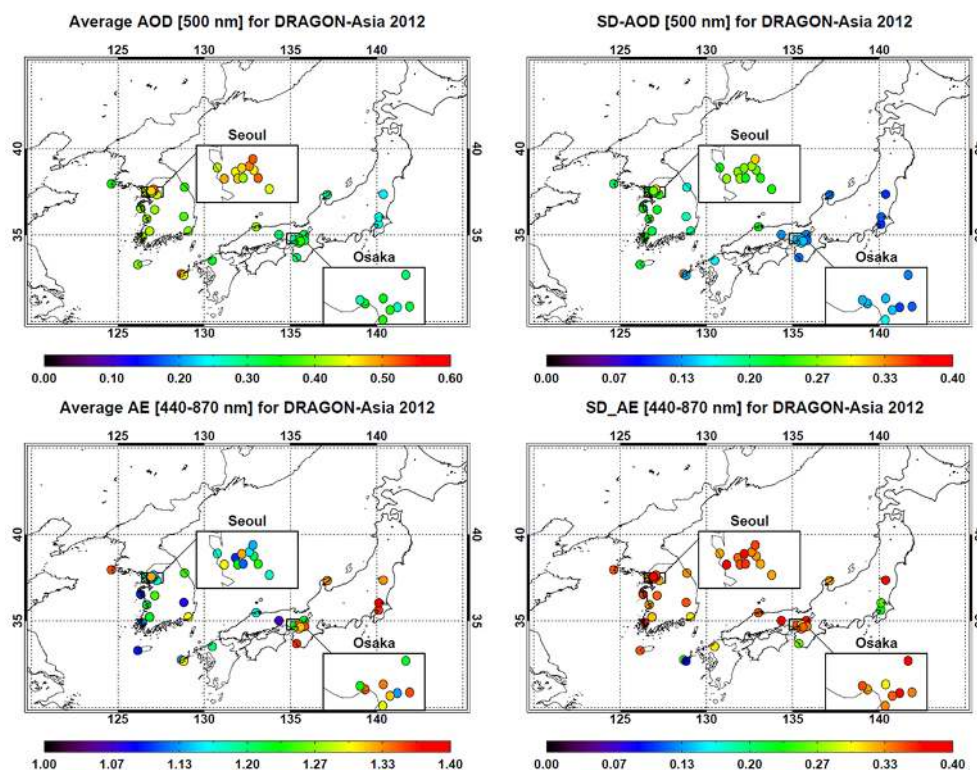 Average AOD [500 nm] for DRAGON-Asia 2012
125 130 135 140
40
35
Seoul
Osaka
40
35
125 130 135 140
0.00 0.10 0.20 0.30 0.40 0.50 0.60
SD-AOD [500 nm] for DRAGON-Asia 2012
125 130 135 140
40
35
Seoul
Osaka
40
35
125 130 135 140
0.00 0.07 0.13 0.20 0.27 0.33 0.40
Average AE [440-870 nm] for DRAGON-Asia 2012
125 130 135 140
40
35
Seoul
Osaka
40
35
125 130 135 140
1.00 1.07 1.13 1.20 1.27 1.33 1.40
SD_AE [440-870 nm] for DRAGON-Asia 2012
125 130 135 140
40
35
Seoul
Osaka
40
35
125 130 135 140
0.00 0.07 0.13 0.20 0.27 0.33 0.40